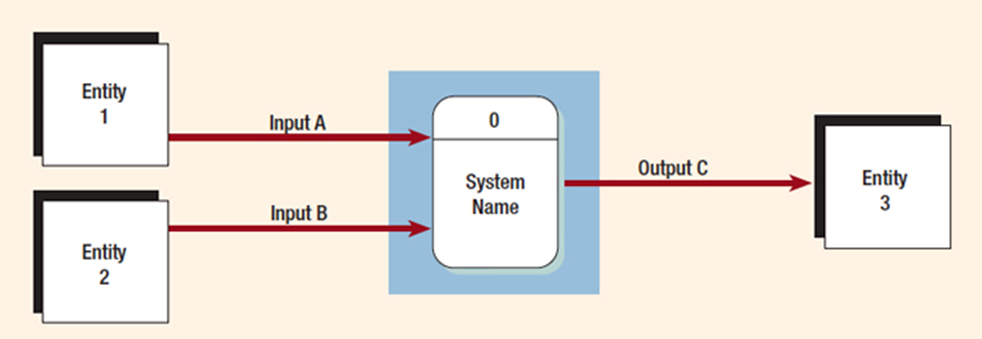 Entity
1
Input A
0
System
Name
Output C
Entity
3
Input B
Entity
2